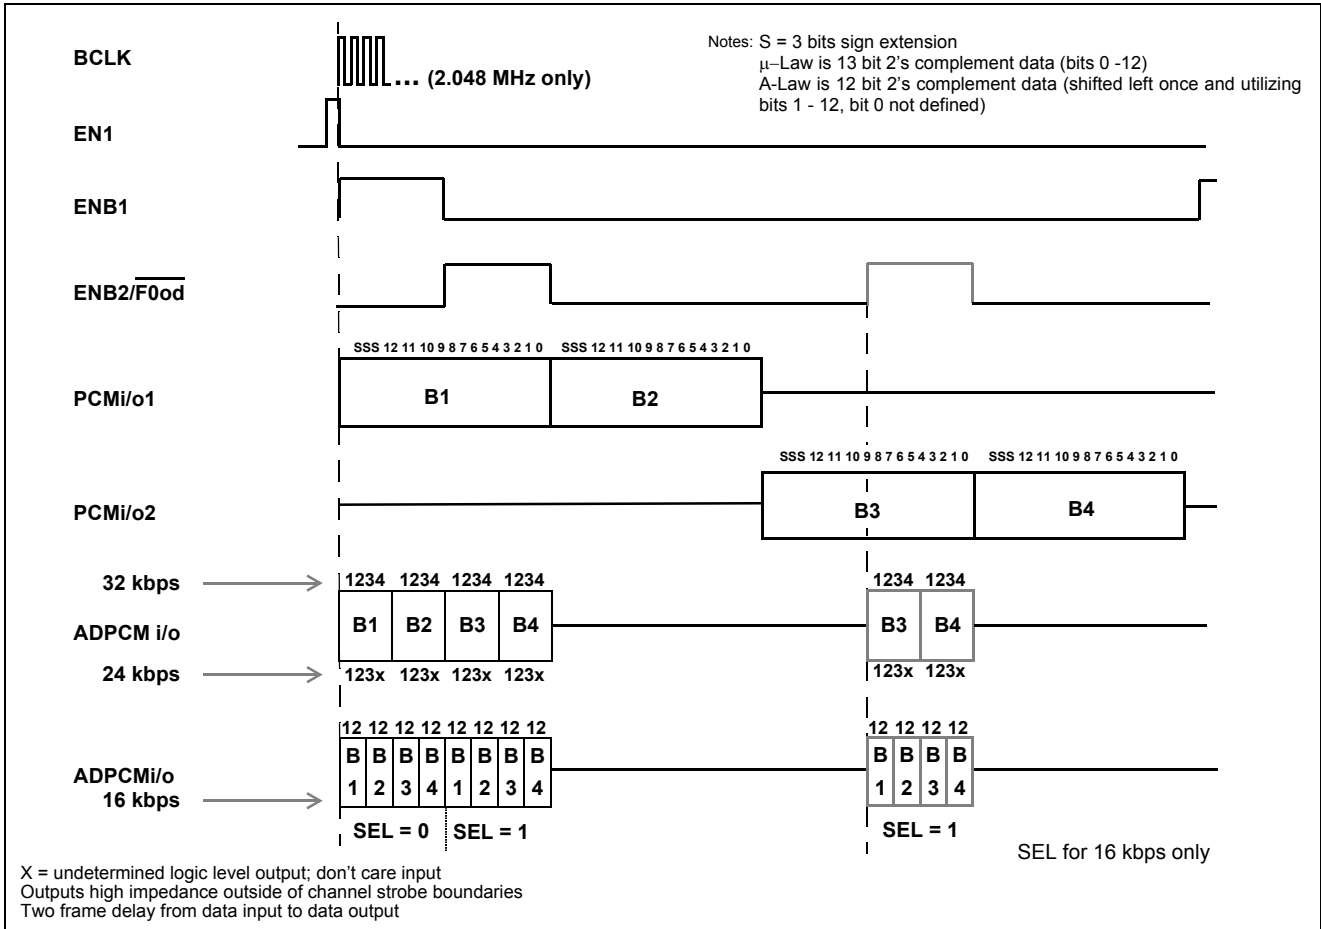 BCLK
... (2.048 MHz only)
Notes: S = 3 bits sign extension
μ–Law is 13 bit 2's complement data (bits 0 -12)
A-Law is 12 bit 2's complement data (shifted left once and utilizing
bits 1 - 12, bit 0 not defined)
EN1
ENB1
ENB2/F0od
SSS 12 11 10 9 8 7 6 5 4 3 2 1 0 SSS 12 11 10 9 8 7 6 5 4 3 2 1 0
PCMi/o1
B1 B2
SSS 12 11 10 9 8 7 6 5 4 3 2 1 0 SSS 12 11 10 9 8 7 6 5 4 3 2 1 0
PCMi/o2
B3 B4
32 kbps
1234 1234 1234 1234 1234 1234
ADPCM i/o
B1 B2 B3 B4 B3 B4
24 kbps
123x 123x 123x 123x 123x 123x
12 12 12 12 12 12 12 12 12 12 12 12
B B B B B B B B B B B B
1 2 3 4 1 2 3 4 1 2 3 4
ADPCMi/o
16 kbps
SEL = 0 SEL = 1 SEL = 1
SEL for 16 kbps only
X = undetermined logic level output; don't care input
Outputs high impedance outside of channel strobe boundaries
Two frame delay from data input to data output